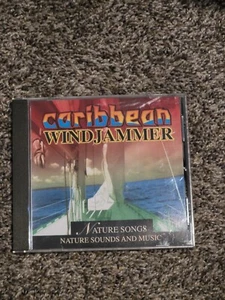 caribbean
WINDJAMMER
NATURE SONGS
NATURE SOUNDS AND MUSIC